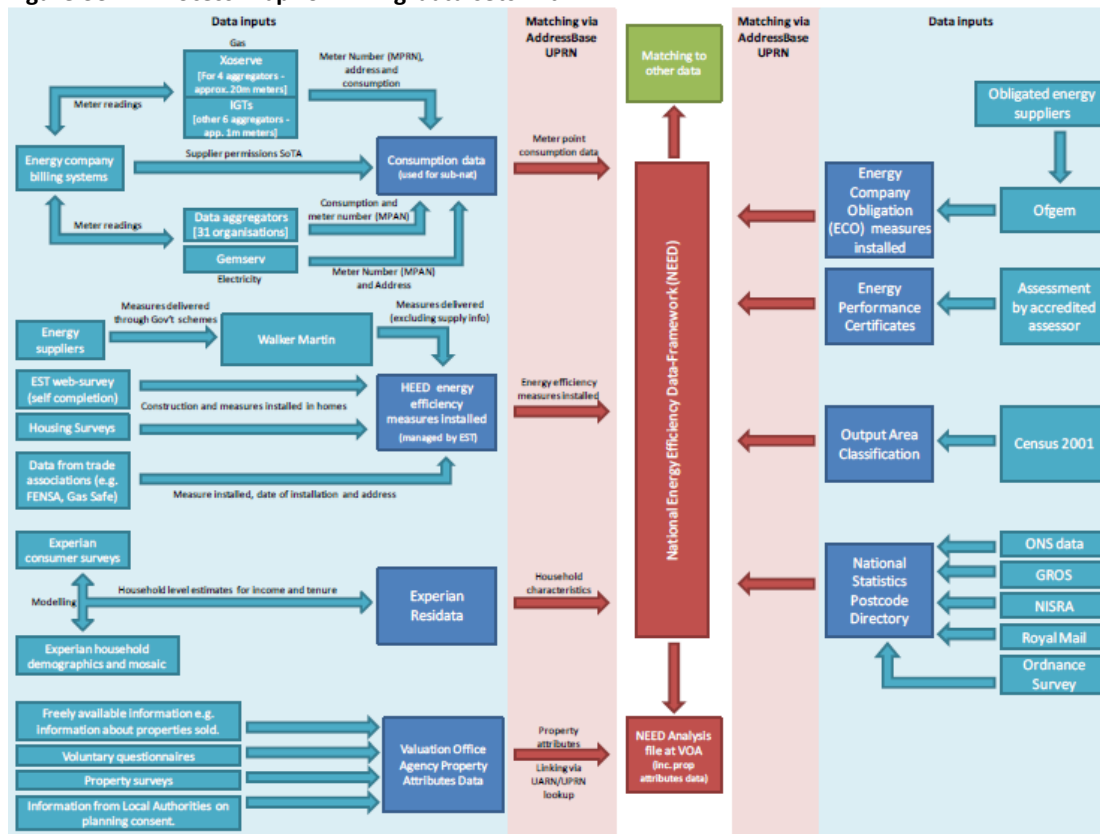 Data inputs
Matching via
AddressBase
UPRN
Matching to
other data
Matching via
AddressBase
UPRN
Data inputs
Gas
Xoserve
[For 4 aggregators -
approx. 20m meters]
IGTs
[other 6 aggregators -
app. 1m meters]
Meter Number (MPRN),
address and
consumption
Meter readings
Energy company
billing systems
Supplier permissions SoTA
Consumption data
(used for sub-nat)
Meter point
consumption data
Meter readings
Data aggregators
[31 organisations]
Gemserv
Electricity
Consumption and
meter number (MPAN)
Meter Number (MPAN)
and Address
Energy
suppliers
Measures delivered
through Gov't schemes
Walker Martin
Measures delivered
(excluding supply info)
EST web-survey
(self completion)
Construction and measures installed in homes
Housing Surveys
HEED energy
efficiency
measures installed
(managed by EST)
Energy efficiency
measures installed
Data from trade
associations (e.g.
FENSA, Gas Safe)
Measure installed, date of installation and address
Experian
consumer surveys
Modelling
Household level estimates for income and tenure
Experian
Residata
Household
characteristics
Experian household
demographics and mosaic
Freely available information e.g.
information about properties sold.
Voluntary questionnaires
Property surveys
Information from Local Authorities on
planning consent.
Valuation Office
Agency Property
Attributes Data
Property
attributes
Linking via
UARN/UPRN
lookup
National Energy Efficiency Data-Framework (NEED)
NEED Analysis
file at VOA
(inc. prop
attributes data)
Obligated energy
suppliers
Energy
Company
Obligation
(ECO) measures
installed
Ofgem
Energy
Performance
Certificates
Assessment
by accredited
assessor
Output Area
Classification
Census 2001
National
Statistics
Postcode
Directory
ONS data
GROS
NISRA
Royal Mail
Ordnance
Survey